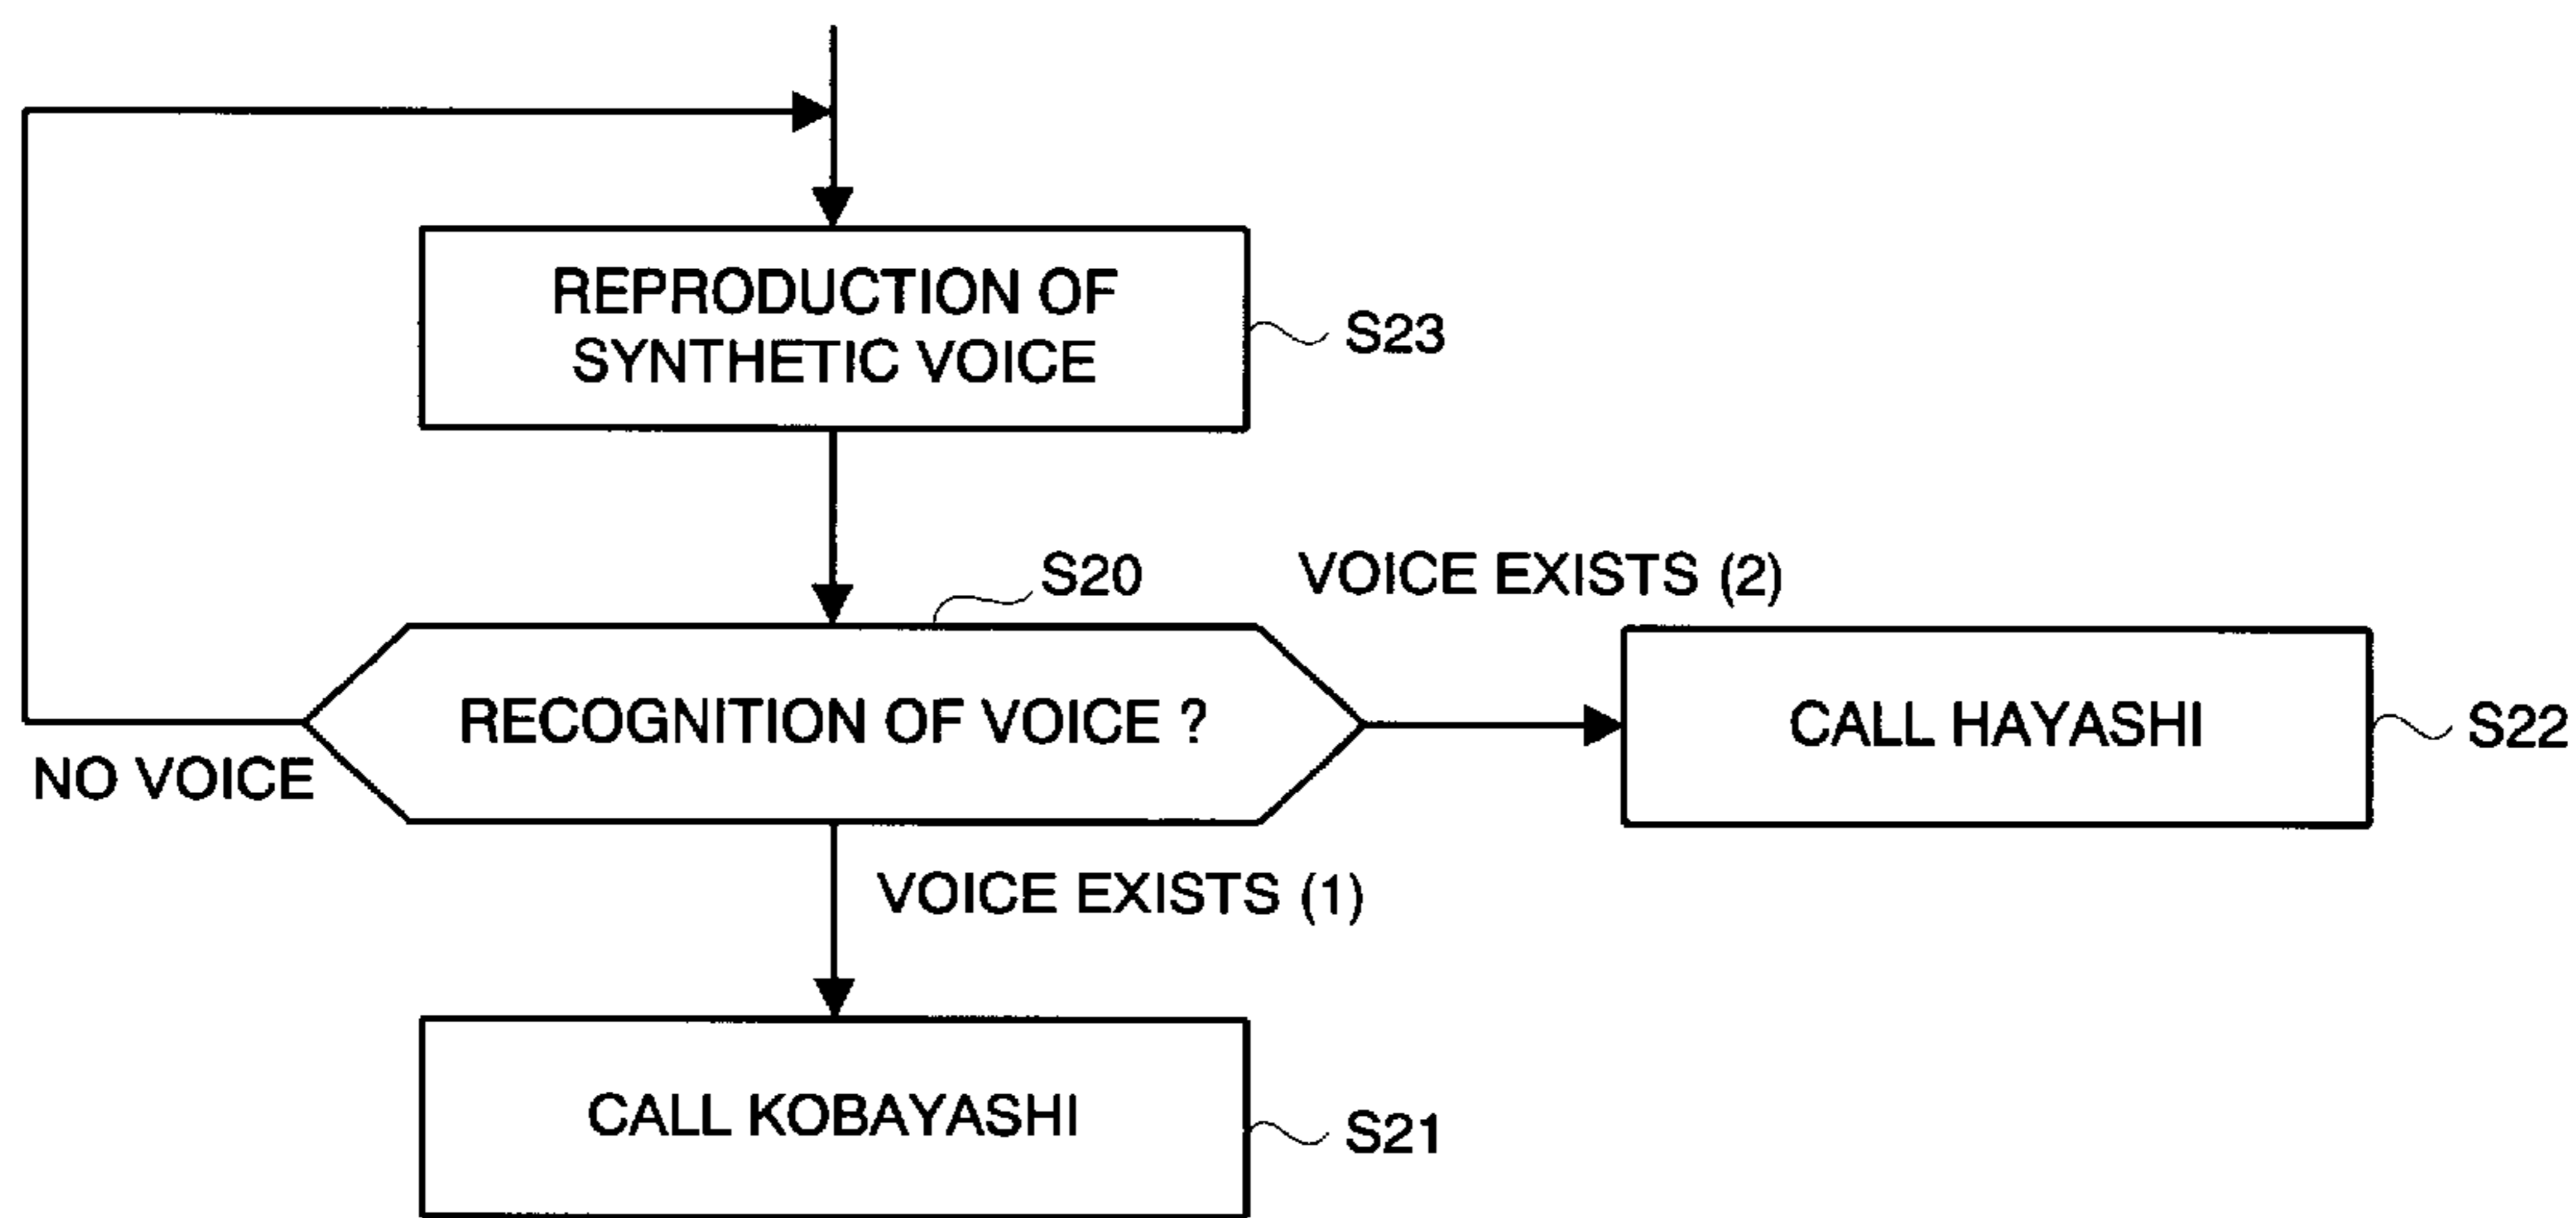 REPRODUCTION OF
SYNTHETIC VOICE
S23
S20
VOICE EXISTS (2)
RECOGNITION OF VOICE ?
CALL HAYASHI
S22
NO VOICE
VOICE EXISTS (1)
CALL KOBAYASHI
S21